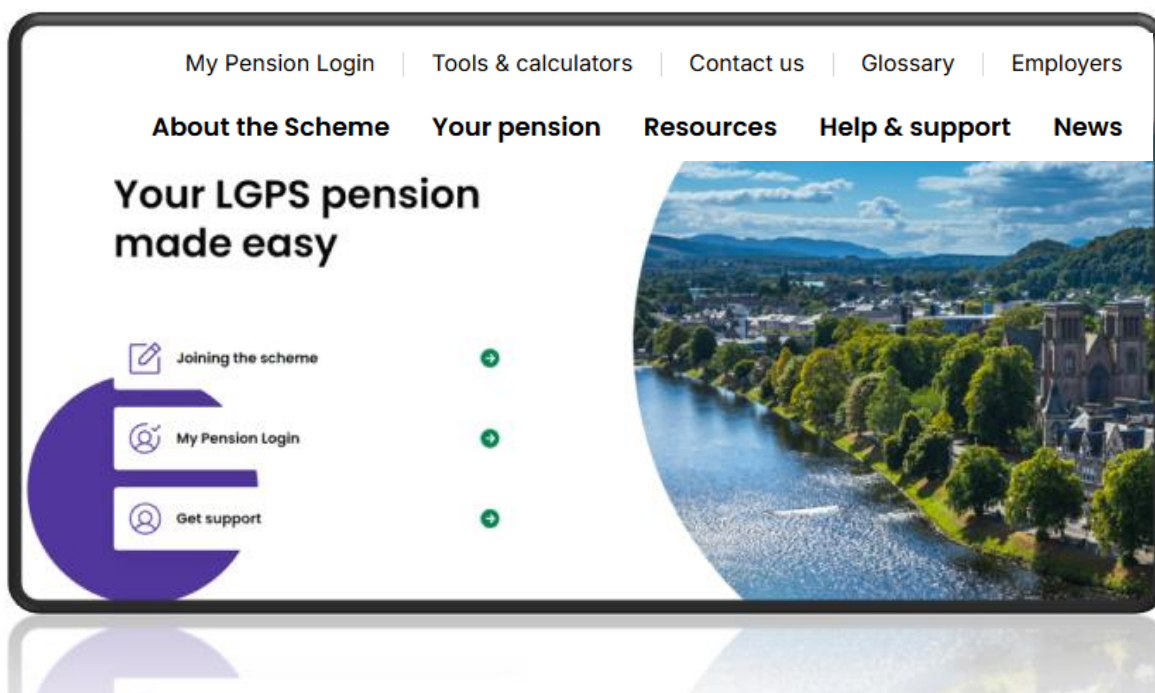 My Pension Login Tools & calculators Contact us Glossary Employers
About the Scheme Your pension Resources Help & support News
Your LGPS pension
made easy
Joining the scheme
My Pension Login
Get support